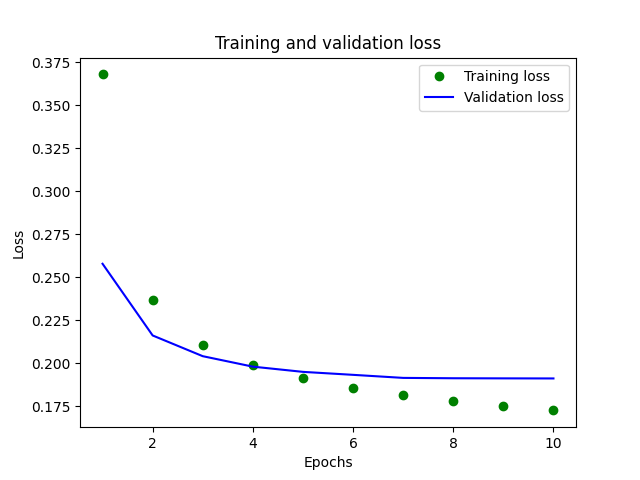 Training and validation loss
Training loss
Validation loss
0.375
0.350
0.325
0.300
0.275
0.250
0.225
0.200
0.175
Loss
2
4
6
8
10
Epochs